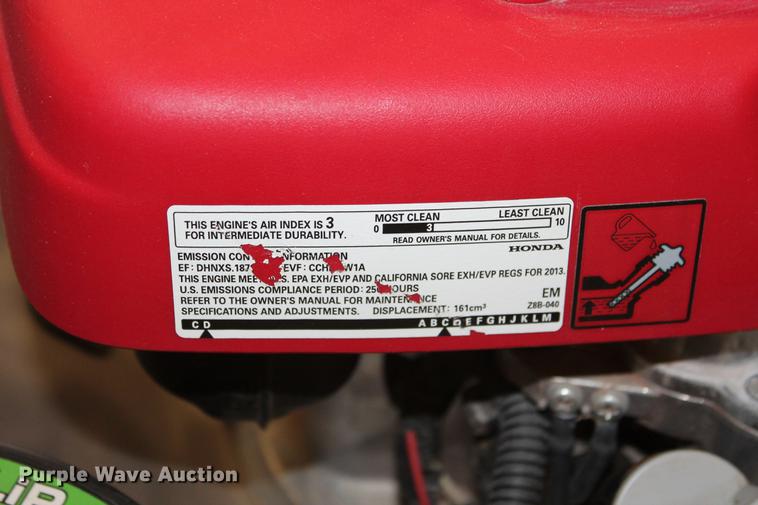 THIS ENGINE'S AIR INDEX IS 3
FOR INTERMEDIATE DURABILITY.
MOST CLEAN LEAST CLEAN
0 3 10
READ OWNER'S MANUAL FOR DETAILS.
HONDA
EMISSION INFORMATION
EF: EVF:
THIS ENGINE EPA EXH/EVP AND CALIFORNIA SORE EXH/EVP REGS FOR 2013.
U.S. EMISSIONS COMPLIANCE PERIOD: HOURS
REFER TO THE OWNER'S MANUAL FOR MAINTENANCE EM
SPECIFICATIONS AND ADJUSTMENTS. DISPLACEMENT: 161cm³ Z8B-040
C D A B C D E F G H J K L M
Purple Wave Auction